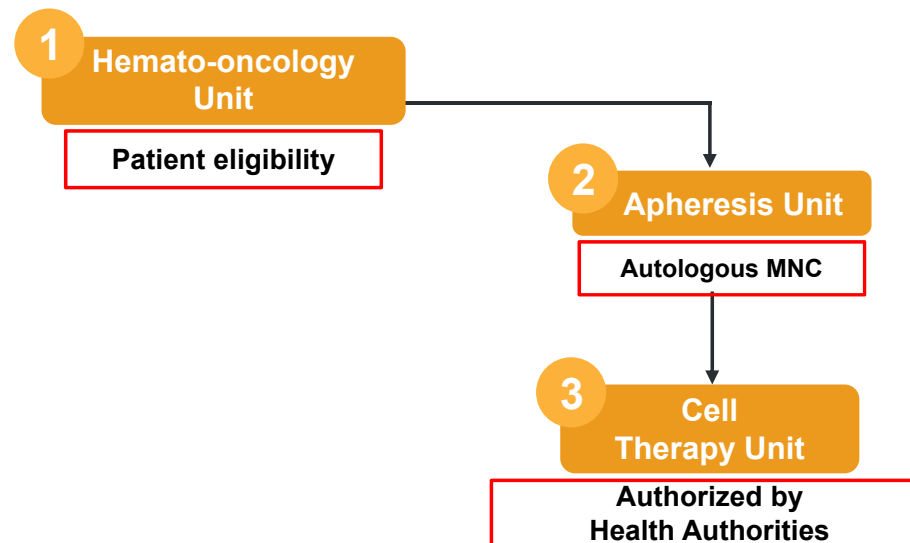 1
Hemato-oncology
Unit
Patient eligibility
2
Apheresis Unit
Autologous MNC
3
Cell
Therapy Unit
Authorized by
Health Authorities